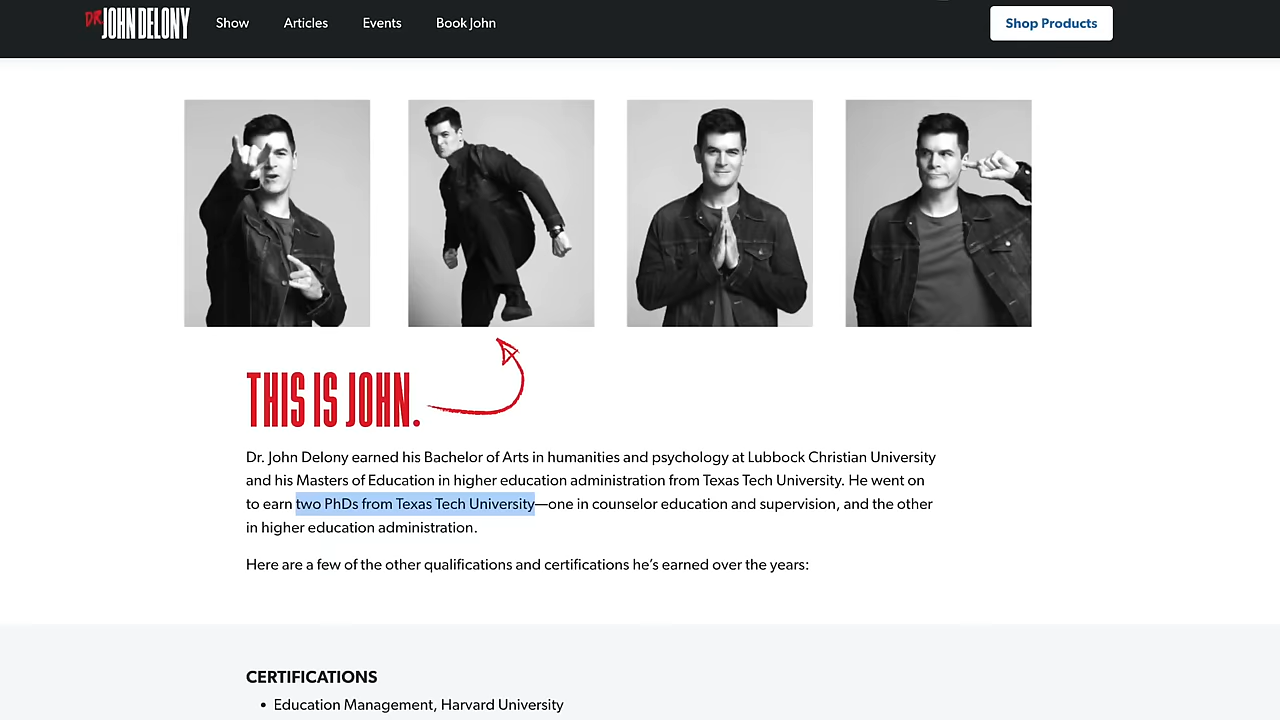 DR JOHN DELONY Show Articles Events Book John Shop Products
THIS IS JOHN.
Dr. John Delony earned his Bachelor of Arts in humanities and psychology at Lubbock Christian University
and his Masters of Education in higher education administration from Texas Tech University. He went on
to earn two PhDs from Texas Tech University—one in counselor education and supervision, and the other
in higher education administration.
Here are a few of the other qualifications and certifications he’s earned over the years:
CERTIFICATIONS
• Education Management, Harvard University